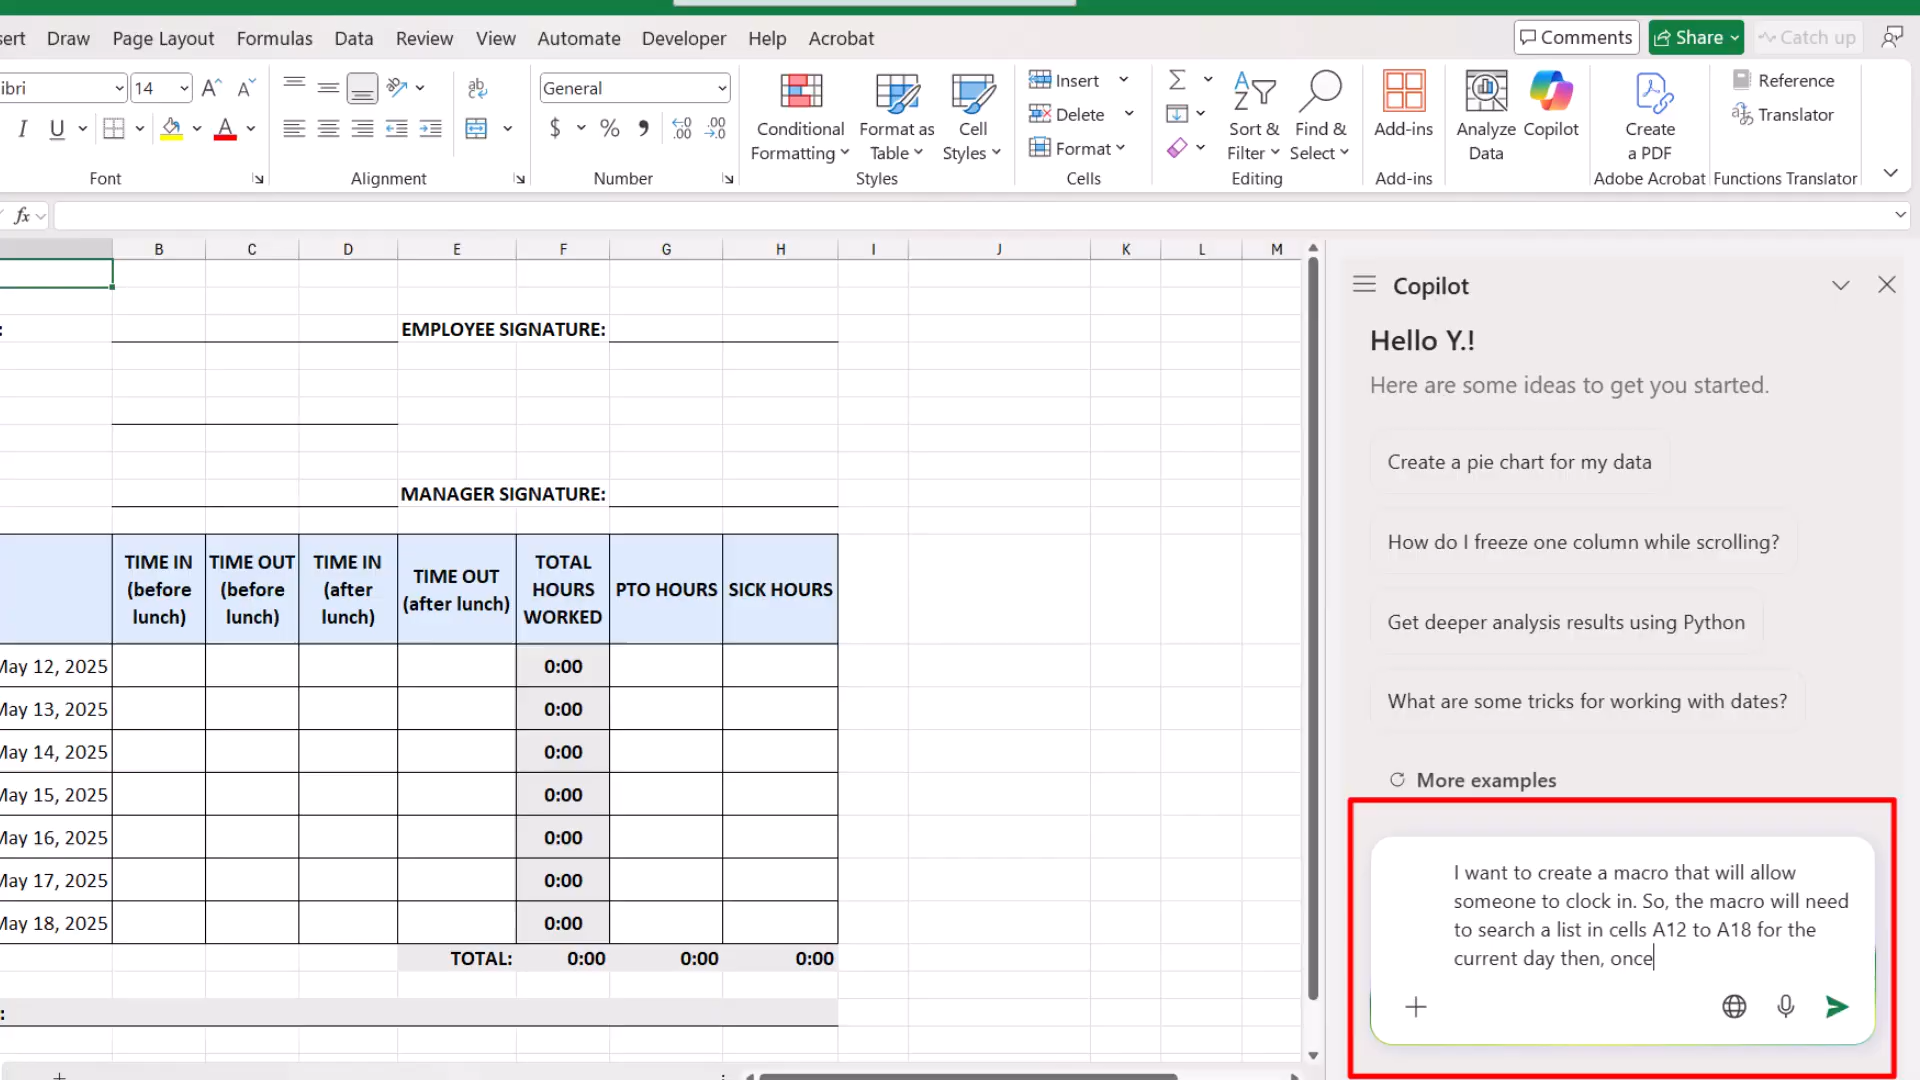 ert Draw Page Layout Formulas Data Review View Automate Developer Help Acrobat Comments Share Catch up
ibri 14 A A ab General Insert Reference
Delete Translator
I U A $ % 9 .00 .00 Conditional Format as Cell Sort & Find & Add-ins Analyze Copilot Create
Formatting Table Styles Format Filter Select Data a PDF
Font Alignment Number Styles Cells Editing Add-ins Adobe Acrobat Functions Translator
fx
B C D E F G H I J K L M
Copilot
: EMPLOYEE SIGNATURE:
Hello Y.!
Here are some ideas to get you started.
Create a pie chart for my data
MANAGER SIGNATURE:
How do I freeze one column while scrolling?
TIME IN TIME OUT TIME IN TIME OUT TOTAL PTO HOURS SICK HOURS
(before (before (after (after lunch) HOURS
lunch) lunch) lunch) WORKED
Get deeper analysis results using Python
May 12, 2025 0:00
What are some tricks for working with dates?
May 13, 2025 0:00
May 14, 2025 0:00
More examples
May 15, 2025 0:00
May 16, 2025 0:00
May 17, 2025 0:00
May 18, 2025 0:00
TOTAL: 0:00 0:00 0:00
:
I want to create a macro that will allow
someone to clock in. So, the macro will need
to search a list in cells A12 to A18 for the
current day then, once